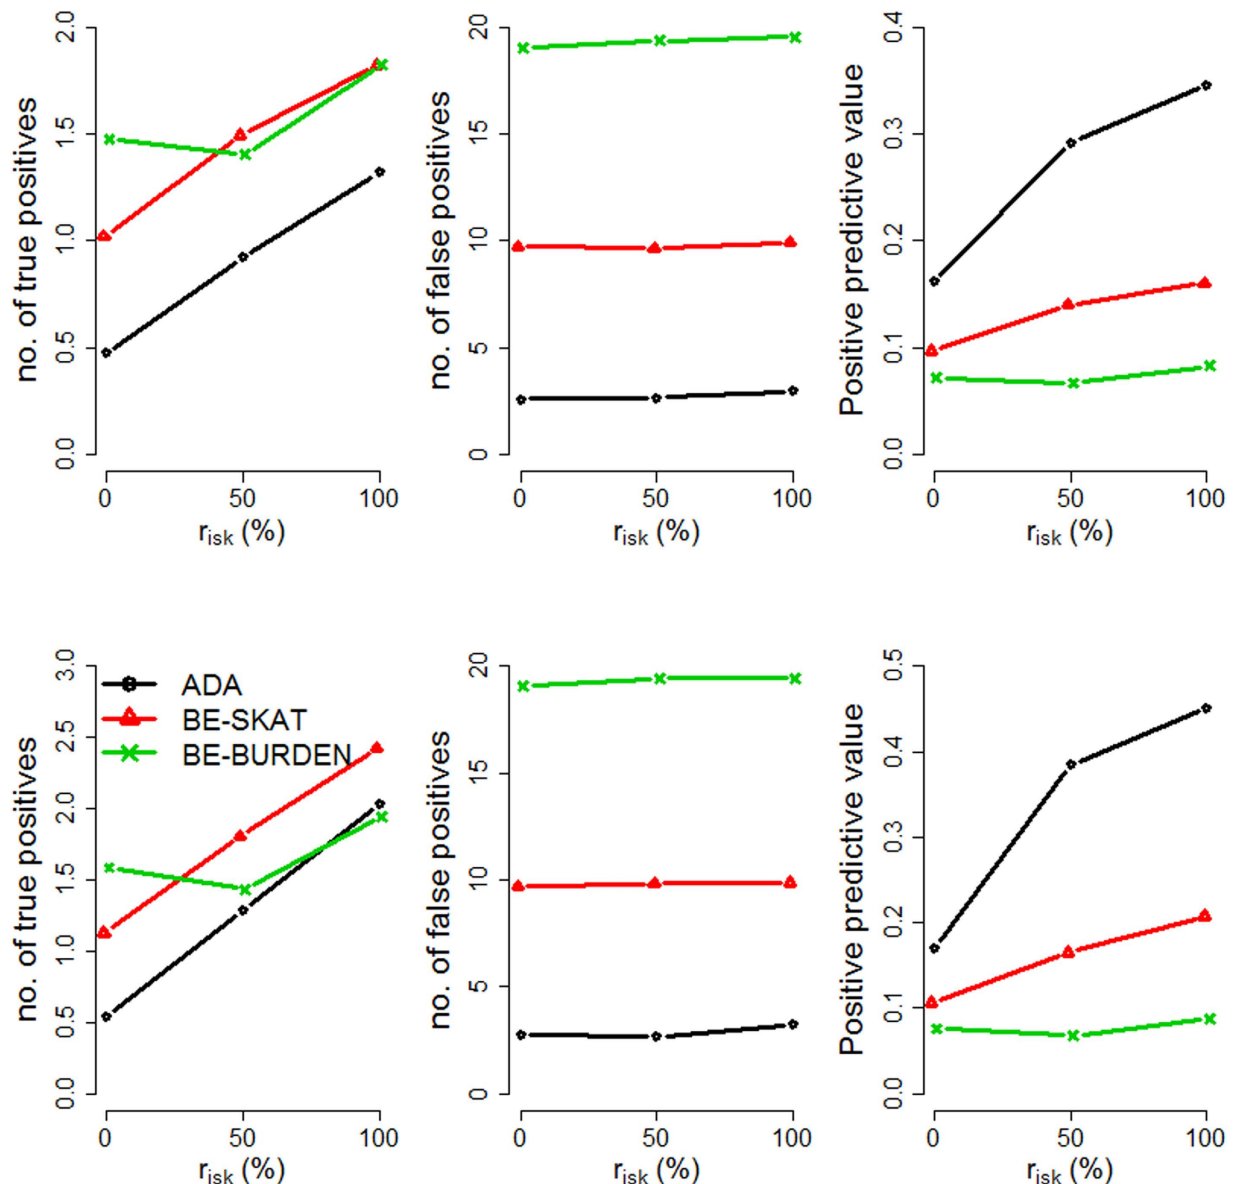 no. of true positives
2.0
1.5
1.0
0.5
0.0
0 50 100
r_isk (%)
no. of false positives
20
15
10
5
0
0 50 100
r_isk (%)
Positive predictive value
0.4
0.3
0.2
0.1
0.0
0 50 100
r_isk (%)
no. of true positives
3.0
2.5
2.0
1.5
1.0
0.5
0.0
ADA
BE-SKAT
BE-BURDEN
0 50 100
r_isk (%)
no. of false positives
20
15
10
5
0
0 50 100
r_isk (%)
Positive predictive value
0.5
0.4
0.3
0.2
0.1
0.0
0 50 100
r_isk (%)